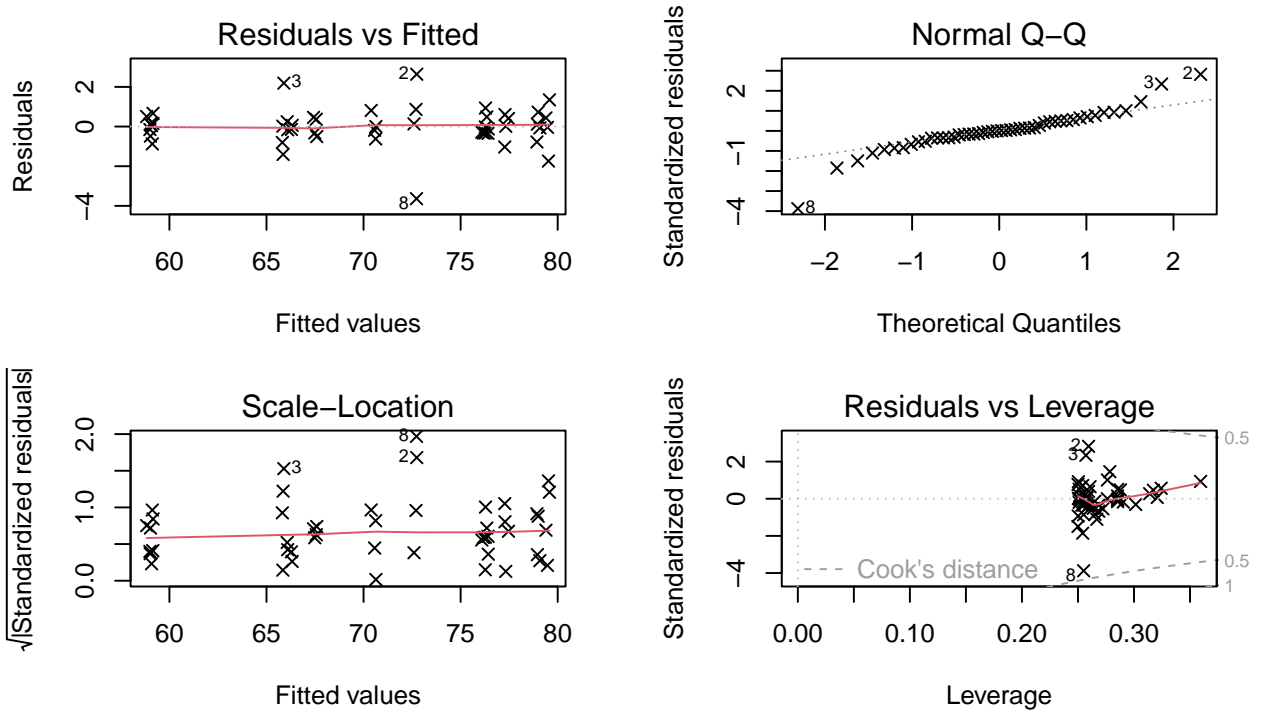 Residuals vs Fitted
Residuals
2
0
−4
3
2
8
60 65 70 75 80
Fitted values
Normal Q−Q
Standardized residuals
2
−1
−4
3
2
8
−2 −1 0 1 2
Theoretical Quantiles
Scale−Location
√|Standardized residuals|
2.0
1.0
0.0
3
8
2
60 65 70 75 80
Fitted values
Residuals vs Leverage
Standardized residuals
2
0
−4
2
3
8
Cook's distance
0.5
0.5
1
0.00 0.10 0.20 0.30
Leverage